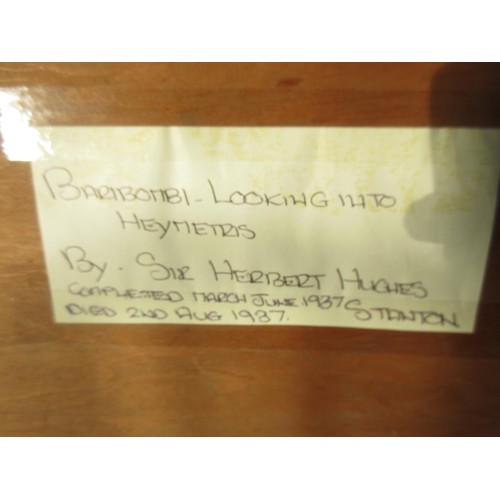 BARIBOMBI - LOOKING INTO
HEYMETRIS
By. SIR HERBERT HUGHES
COMPLETED MARCH JUNE 1937 STANTON
DIED 2ND AUG 1937.